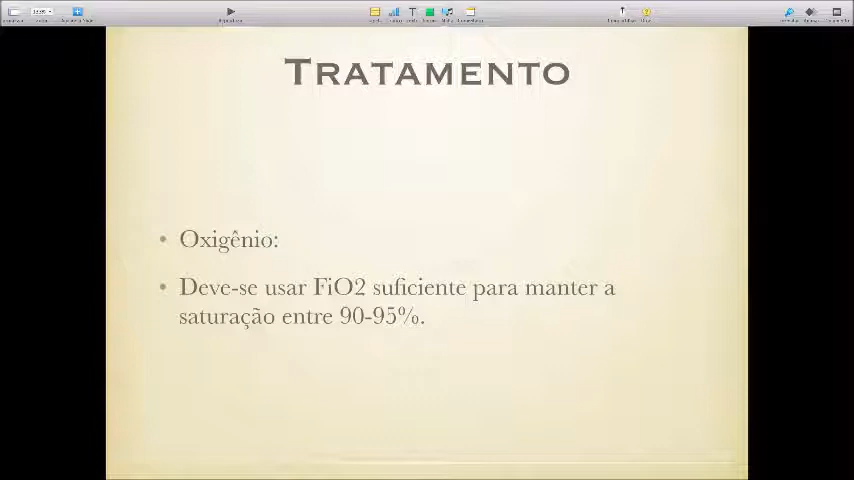 TRATAMENTO
• Oxigênio:
• Deve-se usar FiO2 suficiente para manter a
saturação entre 90-95%.